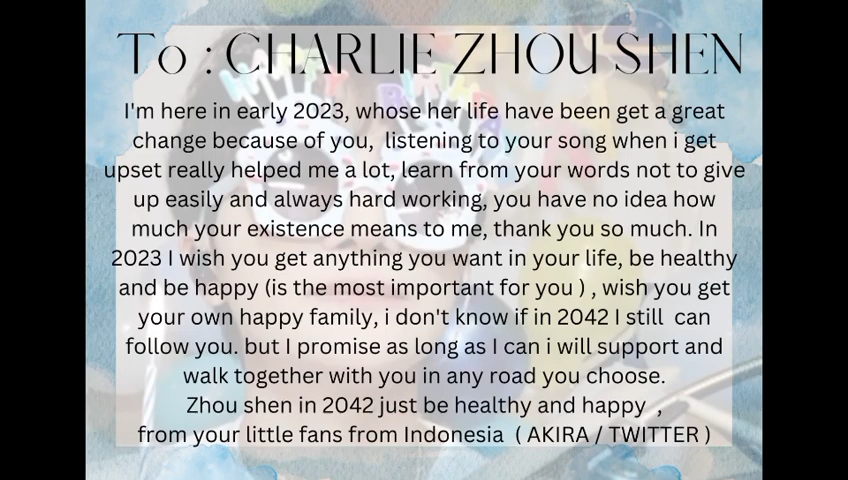 To : CHARLIE ZHOU SHEN
I'm here in early 2023, whose her life have been get a great
change because of you,  listening to your song when i get
upset really helped me a lot, learn from your words not to give
up easily and always hard working, you have no idea how
much your existence means to me, thank you so much. In
2023 I wish you get anything you want in your life, be healthy
and be happy (is the most important for you ) , wish you get
your own happy family, i don't know if in 2042 I still  can
follow you. but I promise as long as I can i will support and
walk together with you in any road you choose.
Zhou shen in 2042 just be healthy and happy  ,
from your little fans from Indonesia  ( AKIRA / TWITTER )